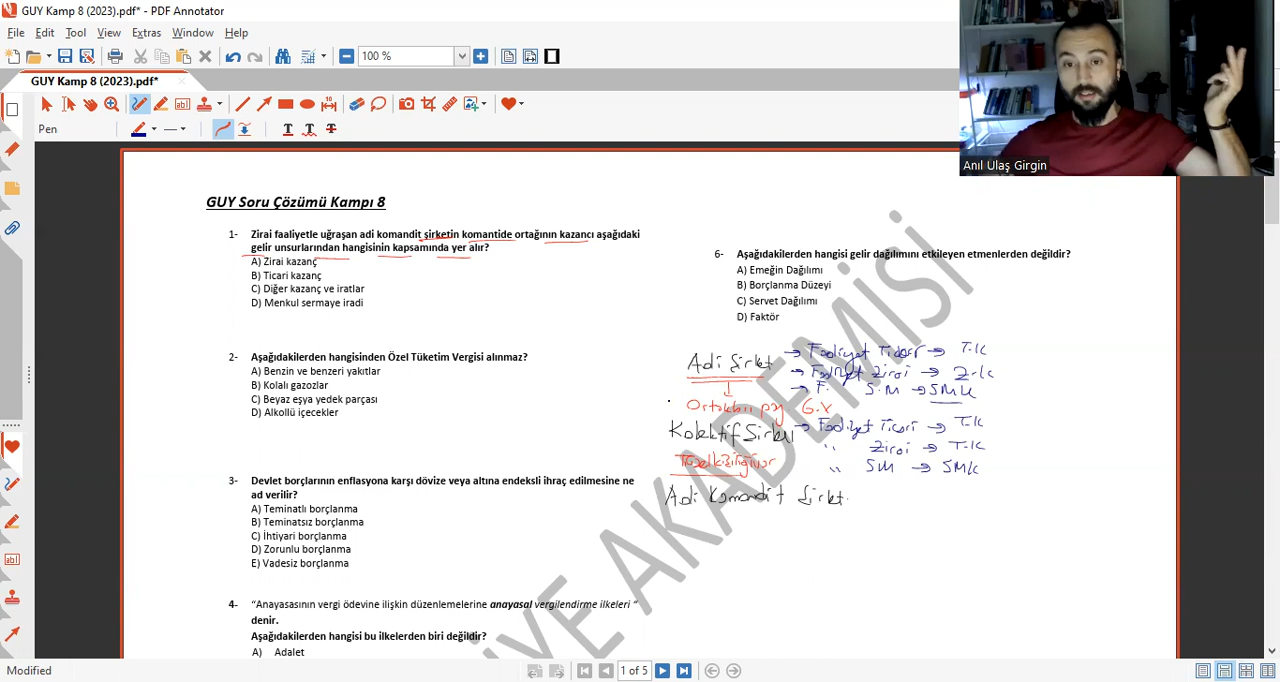 GUY Kamp 8 (2023).pdf* - PDF Annotator
File Edit Tool View Extras Window Help
100 %
GUY Kamp 8 (2023).pdf*
Pen
Anıl Ulaş Girgin
GUY Soru Çözümü Kampı 8
1- Zirai faaliyetle uğraşan adi komandit şirketin komantide ortağının kazancı aşağıdaki
gelir unsurlarından hangisinin kapsamında yer alır?
A) Zirai kazanç
B) Ticari kazanç
C) Diğer kazanç ve iratlar
D) Menkul sermaye iradi
2- Aşağıdakilerden hangisinden Özel Tüketim Vergisi alınmaz?
A) Benzin ve benzeri yakıtlar
B) Kolalı gazozlar
C) Beyaz eşya yedek parçası
D) Alkollü içecekler
3- Devlet borçlarının enflasyona karşı dövize veya altına endeksli ihraç edilmesine ne
ad verilir?
A) Teminatlı borçlanma
B) Teminatsız borçlanma
C) İhtiyari borçlanma
D) Zorunlu borçlanma
E) Vadesiz borçlanma
4- "Anayasasının vergi ödevine ilişkin düzenlemelerine anayasal vergilendirme ilkeleri "
denir.
Aşağıdakilerden hangisi bu ilkelerden biri değildir?
A) Adalet
6- Aşağıdakilerden hangisi gelir dağılımını etkileyen etmenlerden değildir?
A) Emeğin Dağılımı
B) Borçlanma Düzeyi
C) Servet Dağılımı
D) Faktör
Adi Şirket → Faaliyet Ticari → T.K
→ Faaliyet Zirai → Z.K
→ F. S.M → SMK
Ortakların payı G.V
Kolektif Şirket → Faaliyet Ticari → T.K
" Zirai → T.K
" SM → SMK
Adi Komandit Şirket
İYE AKADEMİSİ
Modified
1 of 5